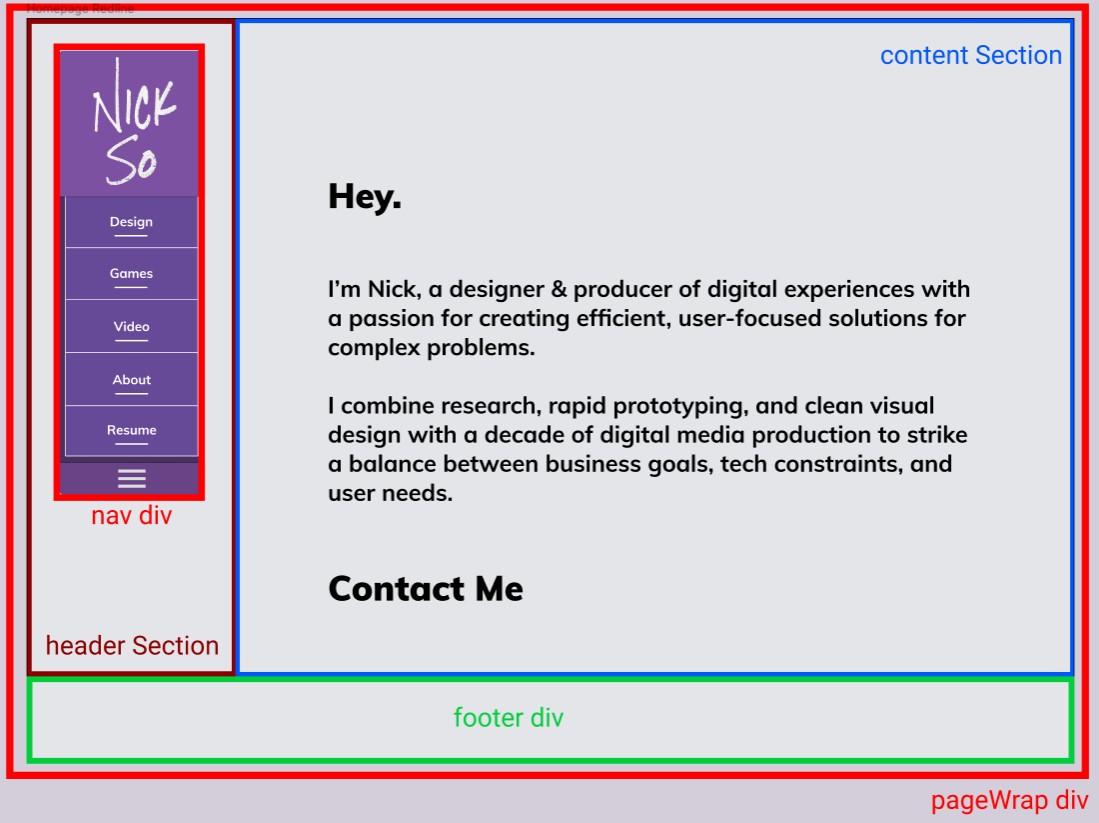 Homepage Redline
content Section
NICK
So
Design
Games
Video
About
Resume
nav div
header Section
Hey.
I'm Nick, a designer & producer of digital experiences with
a passion for creating efficient, user-focused solutions for
complex problems.
I combine research, rapid prototyping, and clean visual
design with a decade of digital media production to strike
a balance between business goals, tech constraints, and
user needs.
Contact Me
footer div
pageWrap div